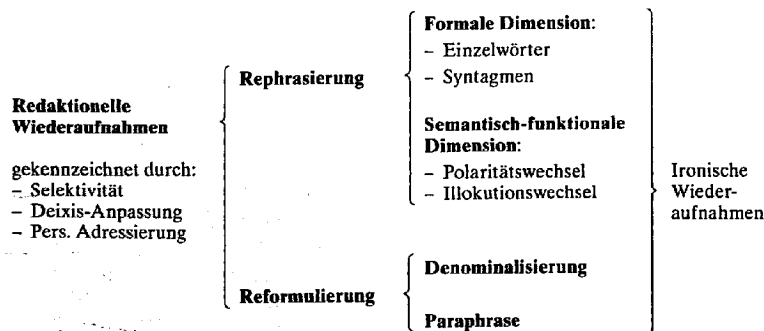 Redaktionelle
Wiederaufnahmen
gekennzeichnet durch:
– Selektivität
– Deixis-Anpassung
– Pers. Adressierung
Rephrasierung
Formale Dimension:
– Einzelwörter
– Syntagmen
Semantisch-funktionale
Dimension:
– Polaritätswechsel
– Illokutionswechsel
Reformulierung
Denominalisierung
Paraphrase
Ironische
Wieder-
aufnahmen